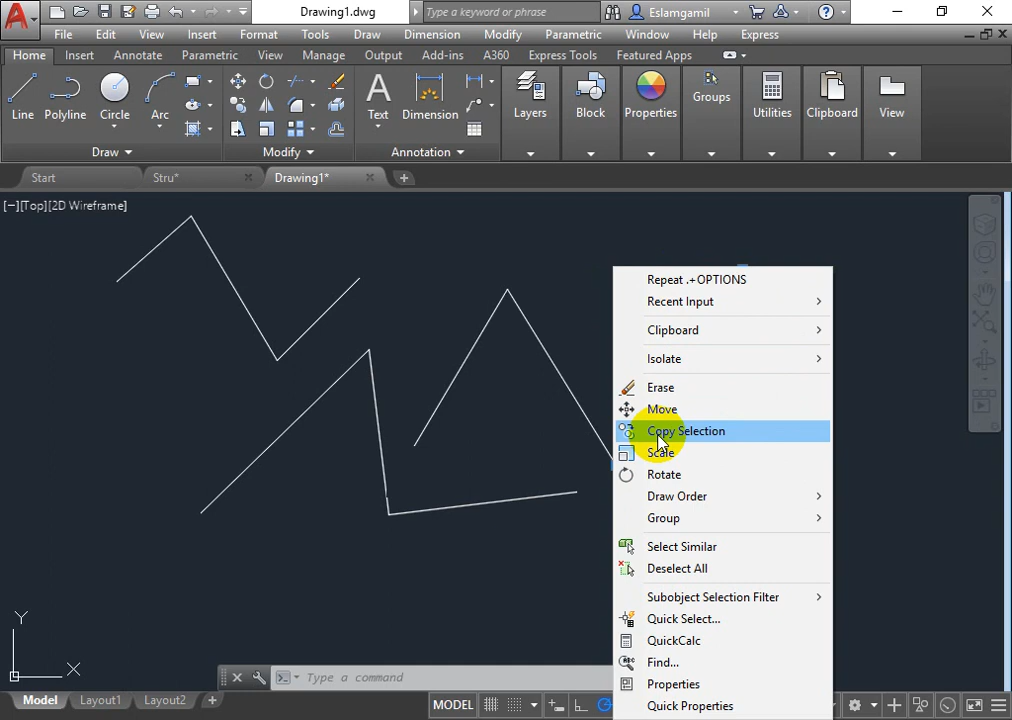 Drawing1.dwg Type a keyword or phrase Eslamgamil
File Edit View Insert Format Tools Draw Dimension Modify Parametric Window Help Express
Home Insert Annotate Parametric View Manage Output Add-ins A360 Express Tools Featured Apps
Line Polyline Circle Arc Text Dimension Layers Block Properties Groups Utilities Clipboard View
Draw Modify Annotation
Start Stru* Drawing1*
[−][Top][2D Wireframe]
Repeat .+OPTIONS
Recent Input
Clipboard
Isolate
Erase
Move
Copy Selection
Scale
Rotate
Draw Order
Group
Select Similar
Deselect All
Subobject Selection Filter
Quick Select...
QuickCalc
Find...
Properties
Quick Properties
Y
X
Type a command
Model Layout1 Layout2 MODEL